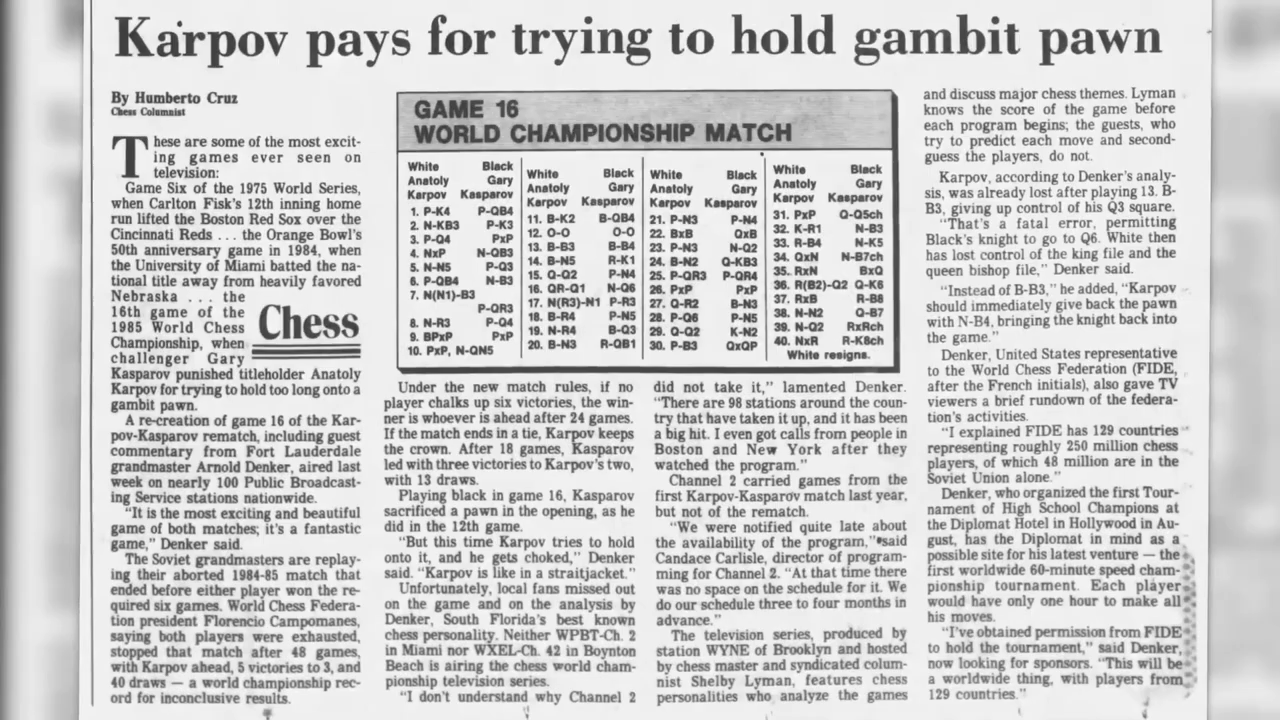 Karpov pays for trying to hold gambit pawn
By Humberto Cruz
Chess Columnist
These are some of the most excit-
ing games ever seen on
television:
Game Six of the 1975 World Series,
when Carlton Fisk's 12th inning home
run lifted the Boston Red Sox over the
Cincinnati Reds . . . the Orange Bowl's
50th anniversary game in 1984, when
the University of Miami batted the na-
tional title away from heavily favored
Nebraska . . . the
16th game of the
1985 World Chess
Championship, when
challenger Gary
Kasparov punished titleholder Anatoly
Karpov for trying to hold too long onto a
gambit pawn.
Chess
A re-creation of game 16 of the Kar-
pov-Kasparov rematch, including guest
commentary from Fort Lauderdale
grandmaster Arnold Denker, aired last
week on nearly 100 Public Broadcast-
ing Service stations nationwide.
"It is the most exciting and beautiful
game of both matches; it's a fantastic
game," Denker said.
The Soviet grandmasters are replay-
ing their aborted 1984-85 match that
ended before either player won the re-
quired six games. World Chess Federa-
tion president Florencio Campomanes,
saying both players were exhausted,
stopped that match after 48 games,
with Karpov ahead, 5 victories to 3, and
40 draws — a world championship rec-
ord for inconclusive results.
GAME 16
WORLD CHAMPIONSHIP MATCH
White Black
Anatoly Gary
Karpov Kasparov
1. P-K4 P-QB4
2. N-KB3 P-K3
3. P-Q4 PxP
4. NxP N-QB3
5. N-N5 P-Q3
6. P-QB4 N-B3
7. N(N1)-B3
P-QR3
8. N-R3 P-Q4
9. BPxP PxP
10. PxP, N-QN5
White Black
Anatoly Gary
Karpov Kasparov
11. B-K2 B-QB4
12. O-O O-O
13. B-B3 B-B4
14. B-N5 R-K1
15. Q-Q2 P-N4
16. QR-Q1 N-Q6
17. N(R3)-N1 P-R3
18. B-R4 P-N5
19. N-R4 B-Q3
20. B-N3 R-QB1
White Black
Anatoly Gary
Karpov Kasparov
21. P-N3 P-N4
22. BxB QxB
23. P-N3 N-Q2
24. B-N2 Q-KB3
25. P-QR3 P-QR4
26. PxP PxP
27. Q-R2 B-N3
28. P-Q6 P-N5
29. Q-Q2 K-N2
30. P-B3 QxQP
White Black
Anatoly Gary
Karpov Kasparov
31. PxP Q-Q5ch
32. K-R1 N-B3
33. R-B4 N-K5
34. QxN N-B7ch
35. RxN BxQ
36. R(B2)-Q2 Q-K6
37. RxB R-B8
38. N-N2 Q-B7
39. N-Q2 RxRch
40. NxR R-K8ch
White resigns.
Under the new match rules, if no
player chalks up six victories, the win-
ner is whoever is ahead after 24 games.
If the match ends in a tie, Karpov keeps
the crown. After 18 games, Kasparov
led with three victories to Karpov's two,
with 13 draws.
Playing black in game 16, Kasparov
sacrificed a pawn in the opening, as he
did in the 12th game.
"But this time Karpov tries to hold
onto it, and he gets choked," Denker
said. "Karpov is like in a straitjacket."
Unfortunately, local fans missed out
on the game and on the analysis by
Denker, South Florida's best known
chess personality. Neither WPBT-Ch. 2
in Miami nor WXEL-Ch. 42 in Boynton
Beach is airing the chess world cham-
pionship television series.
"I don't understand why Channel 2
did not take it," lamented Denker.
"There are 98 stations around the coun-
try that have taken it up, and it has been
a big hit. I even got calls from people in
Boston and New York after they
watched the program."
Channel 2 carried games from the
first Karpov-Kasparov match last year,
but not of the rematch.
"We were notified quite late about
the availability of the program," said
Candace Carlisle, director of program-
ming for Channel 2. "At that time there
was no space on the schedule for it. We
do our schedule three to four months in
advance."
The television series, produced by
station WYNE of Brooklyn and hosted
by chess master and syndicated colum-
nist Shelby Lyman, features chess
personalities who analyze the games
and discuss major chess themes. Lyman
knows the score of the game before
each program begins; the guests, who
try to predict each move and second-
guess the players, do not.
Karpov, according to Denker's analy-
sis, was already lost after playing 13. B-
B3, giving up control of his Q3 square.
"That's a fatal error, permitting
Black's knight to go to Q6. White then
has lost control of the king file and the
queen bishop file," Denker said.
"Instead of B-B3," he added, "Karpov
should immediately give back the pawn
with N-B4, bringing the knight back into
the game."
Denker, United States representative
to the World Chess Federation (FIDE,
after the French initials), also gave TV
viewers a brief rundown of the federa-
tion's activities.
"I explained FIDE has 129 countries
representing roughly 250 million chess
players, of which 48 million are in the
Soviet Union alone."
Denker, who organized the first Tour-
nament of High School Champions at
the Diplomat Hotel in Hollywood in Au-
gust, has the Diplomat in mind as a
possible site for his latest venture — the
first worldwide 60-minute speed cham-
pionship tournament. Each player
would have only one hour to make all
his moves.
"I've obtained permission from FIDE
to hold the tournament," said Denker,
now looking for sponsors. "This will be
a worldwide thing, with players from
129 countries."